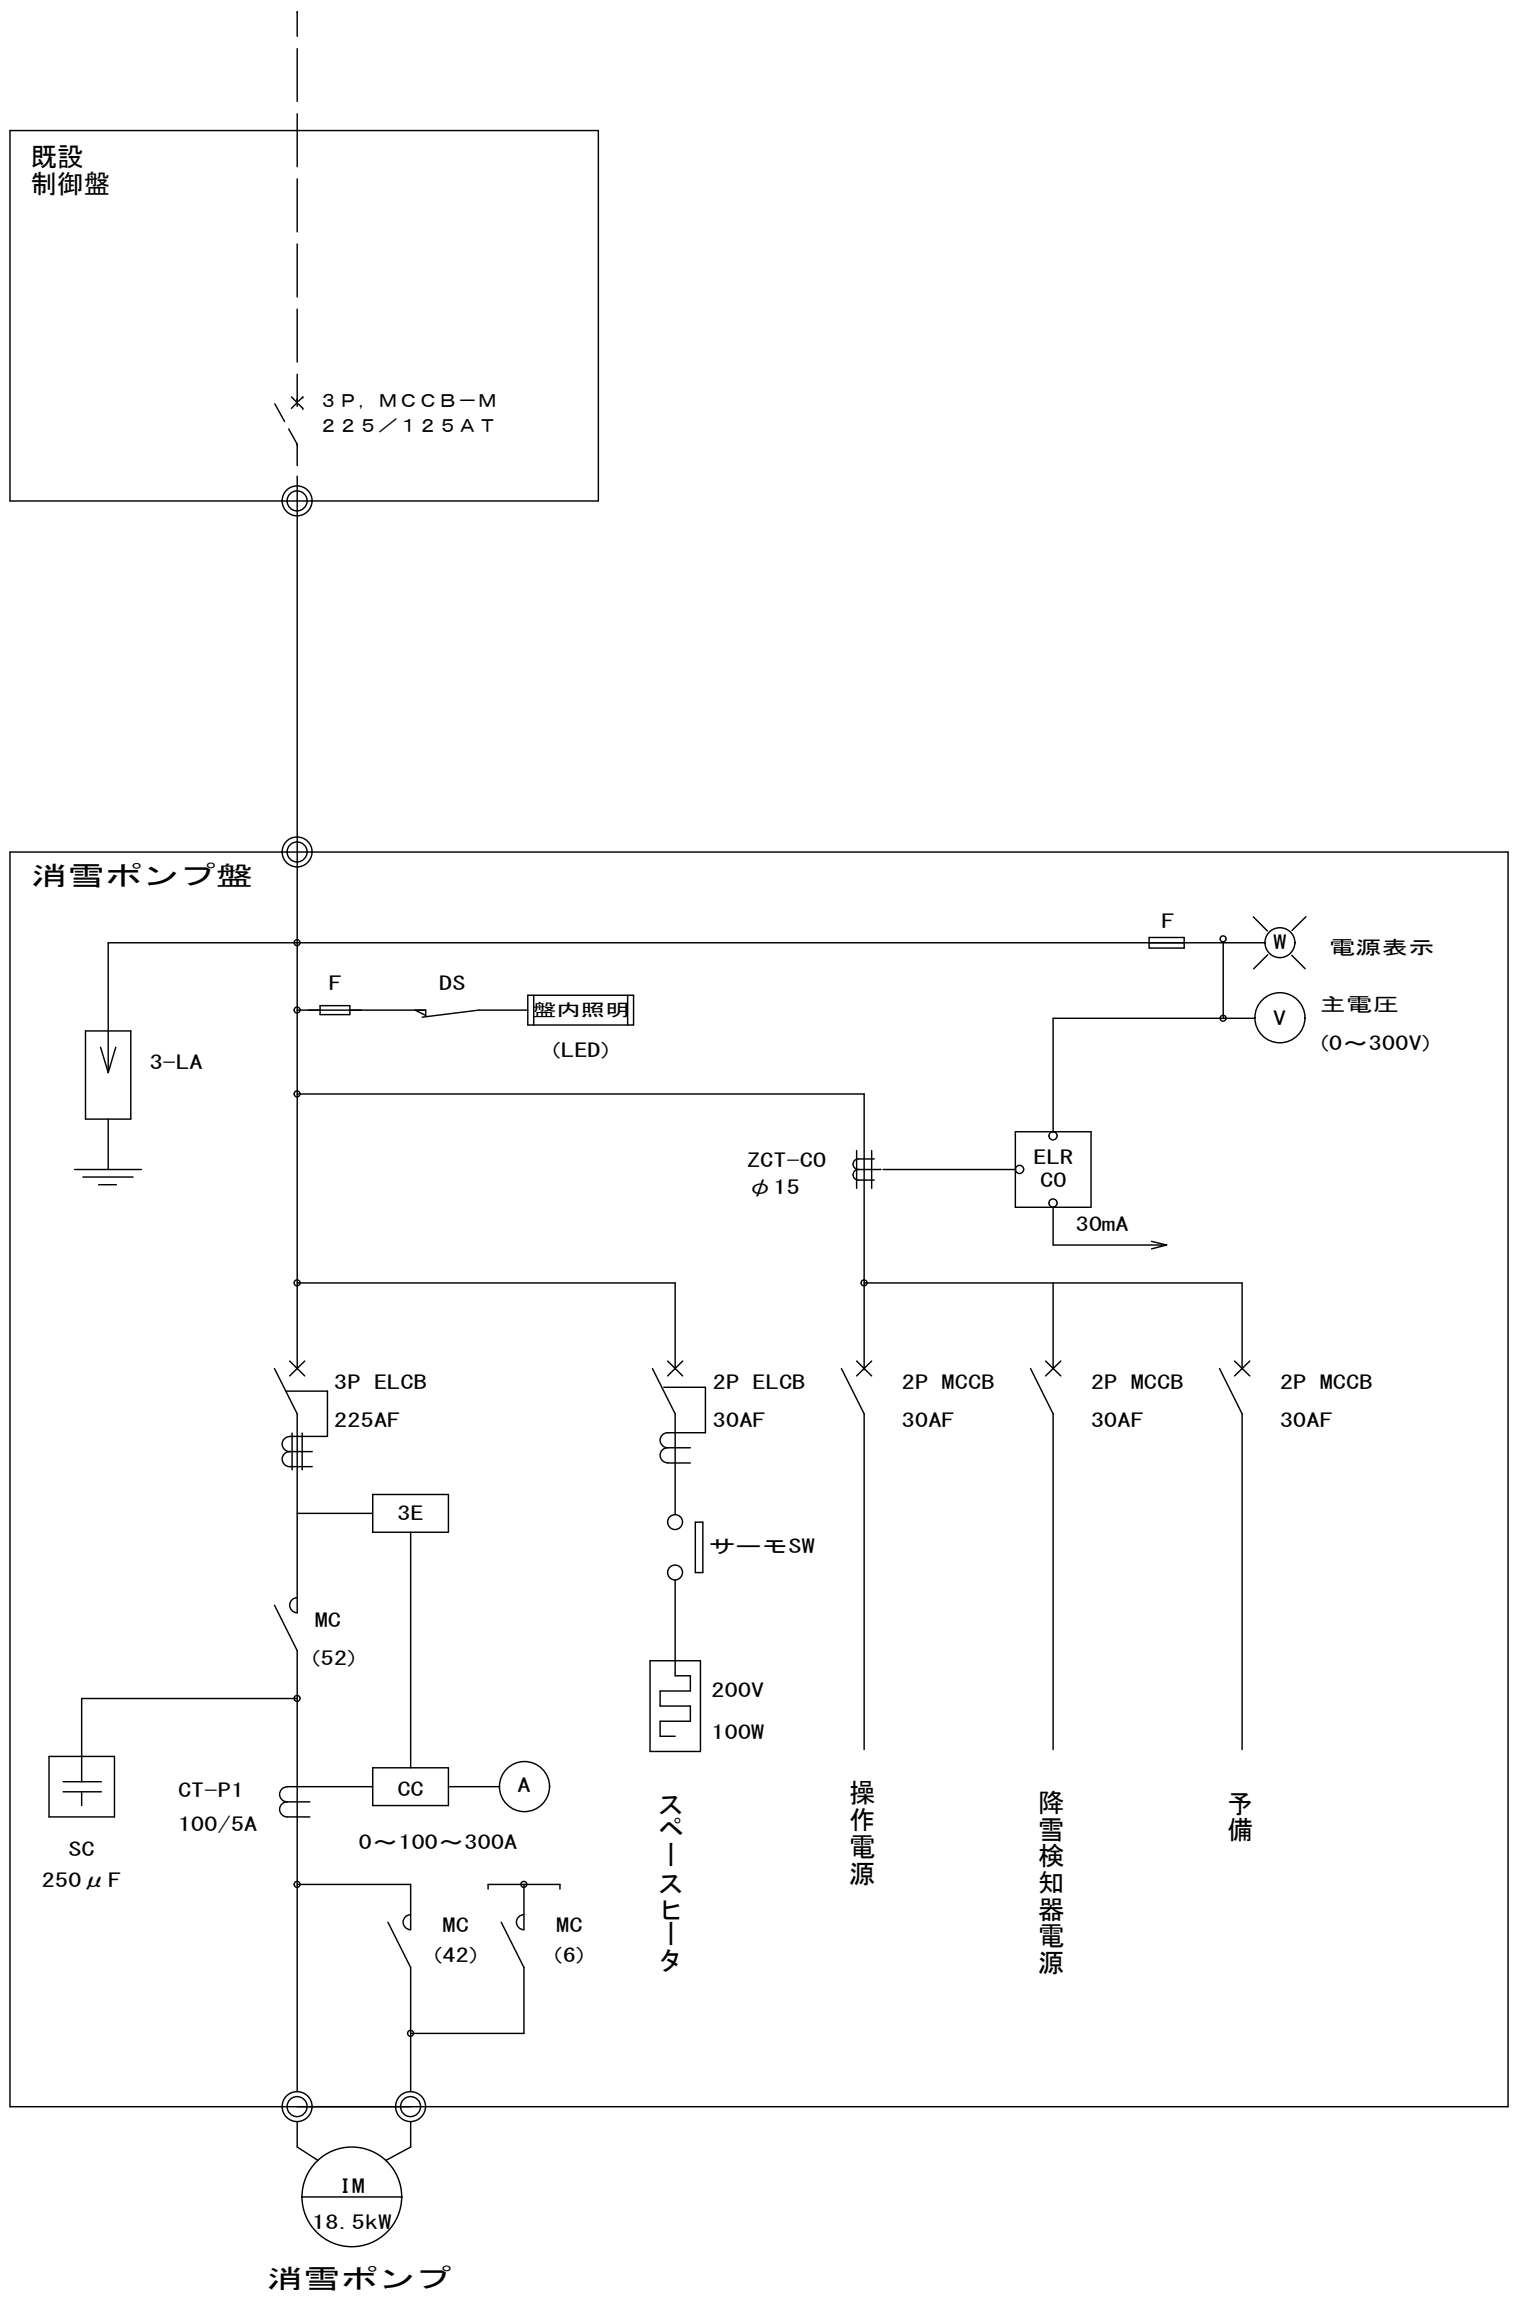 既設
制御盤
3P, MCCB-M
225/125AT
消雪ポンプ盤
F
W
電源表示
F
DS
盤内照明
(LED)
主電圧
V
(0～300V)
3-LA
ZCT-CO
φ15
ELR
CO
30mA
3P ELCB
225AF
2P ELCB
30AF
2P MCCB
30AF
2P MCCB
30AF
2P MCCB
30AF
3E
サーモSW
MC
(52)
200V
100W
CT-P1
100/5A
CC
A
0～100～300A
SC
250μF
スペースヒータ
操作電源
降雪検知器電源
予備
MC
(42)
MC
(6)
IM
18.5kW
消雪ポンプ